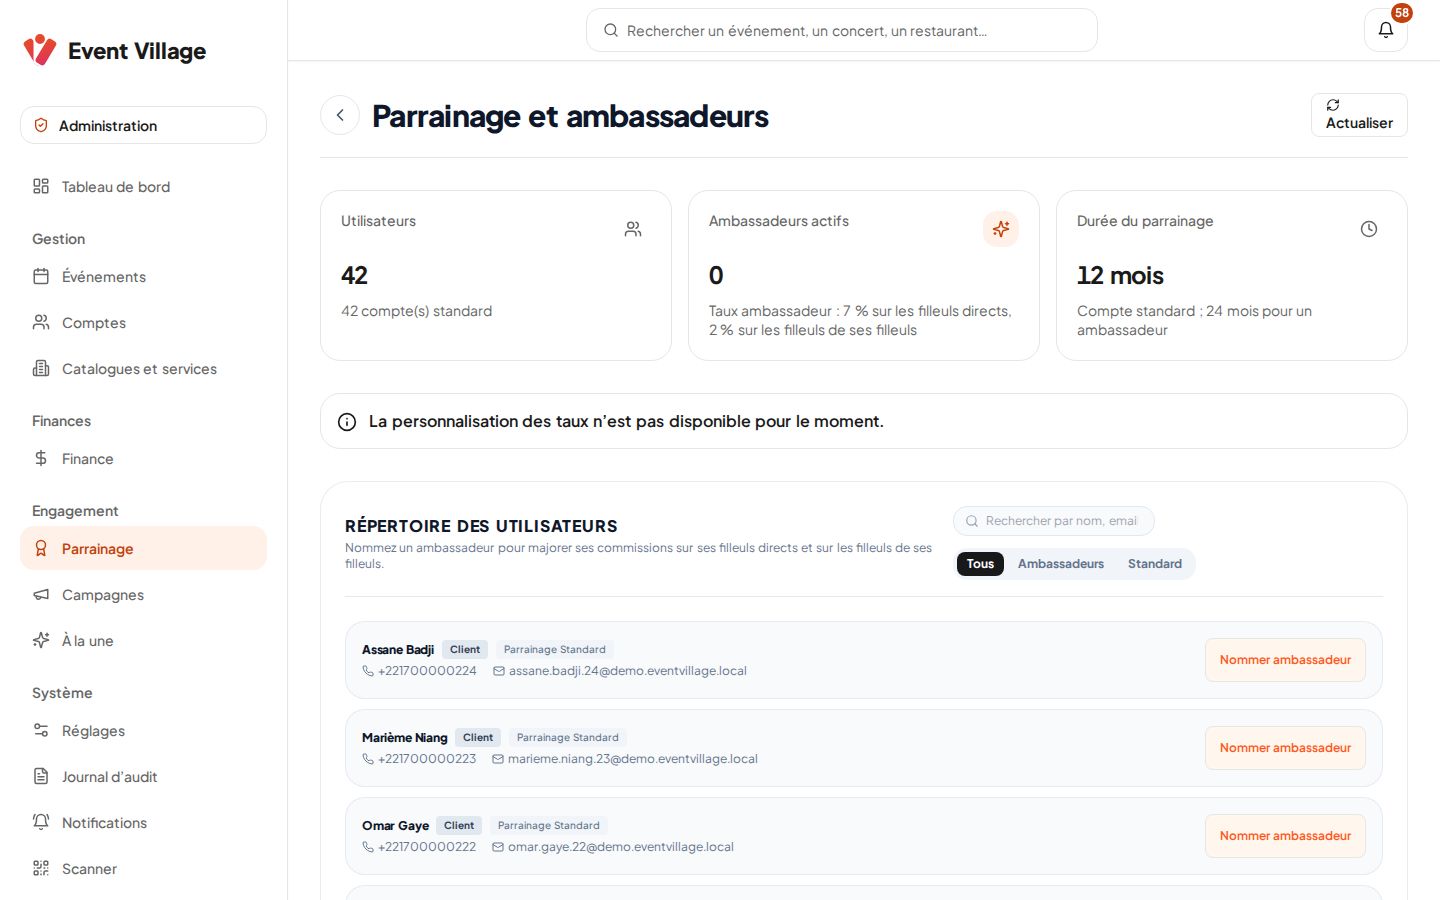 Event Village
Rechercher un événement, un concert, un restaurant...
58
Administration
Tableau de bord
Gestion
Événements
Comptes
Catalogues et services
Finances
Finance
Engagement
Parrainage
Campagnes
À la une
Système
Réglages
Journal d’audit
Notifications
Scanner
Parrainage et ambassadeurs
Actualiser
Utilisateurs
42
42 compte(s) standard
Ambassadeurs actifs
0
Taux ambassadeur : 7 % sur les filleuls directs,
2 % sur les filleuls de ses filleuls
Durée du parrainage
12 mois
Compte standard ; 24 mois pour un
ambassadeur
La personnalisation des taux n’est pas disponible pour le moment.
RÉPERTOIRE DES UTILISATEURS
Nommez un ambassadeur pour majorer ses commissions sur ses filleuls directs et sur les filleuls de ses
filleuls.
Rechercher par nom, email
Tous Ambassadeurs Standard
Assane Badji Client Parrainage Standard
+221700000224 assane.badji.24@demo.eventvillage.local
Nommer ambassadeur
Marième Niang Client Parrainage Standard
+221700000223 marieme.niang.23@demo.eventvillage.local
Nommer ambassadeur
Omar Gaye Client Parrainage Standard
+221700000222 omar.gaye.22@demo.eventvillage.local
Nommer ambassadeur